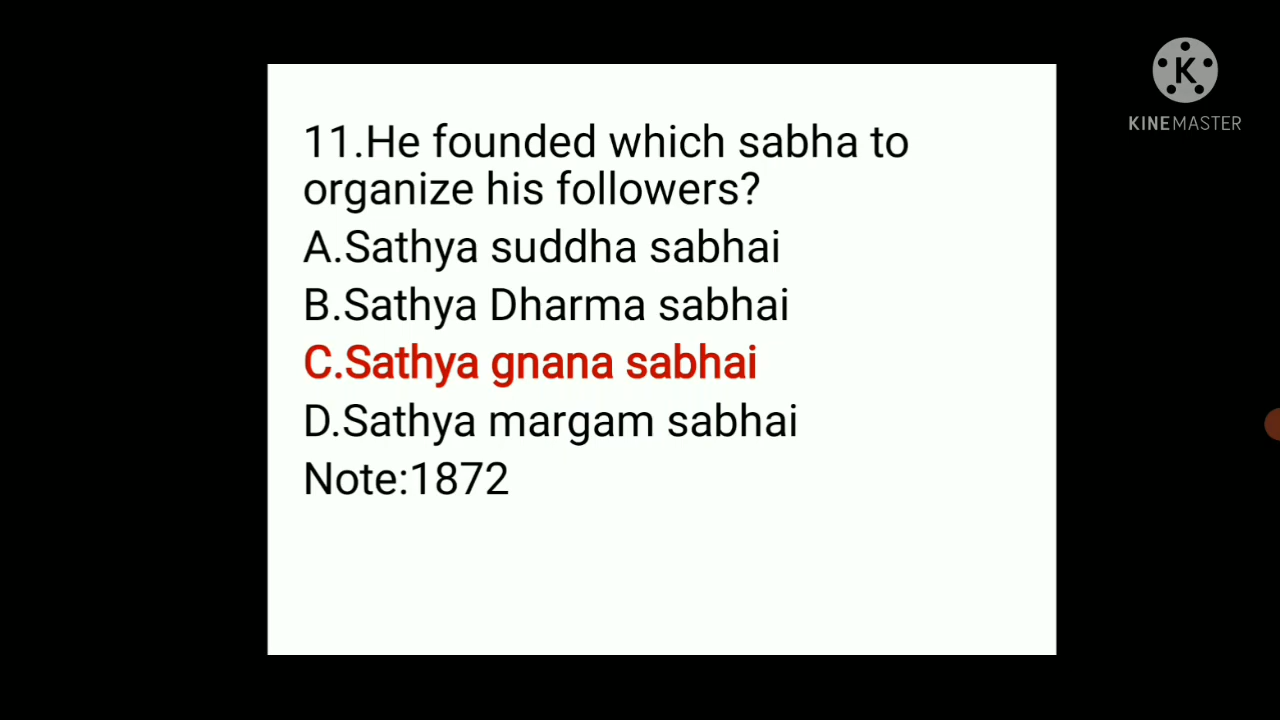 11.He founded which sabha to
organize his followers?
A.Sathya suddha sabhai
B.Sathya Dharma sabhai
C.Sathya gnana sabhai
D.Sathya margam sabhai
Note:1872
K
KINEMASTER